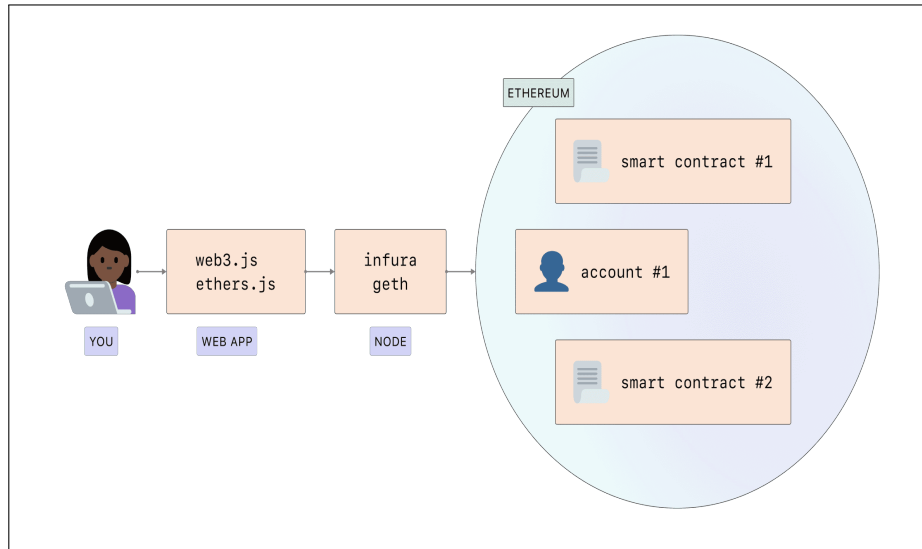 ETHEREUM
smart contract #1
web3.js
ethers.js
infura
geth
account #1
YOU
WEB APP
NODE
smart contract #2